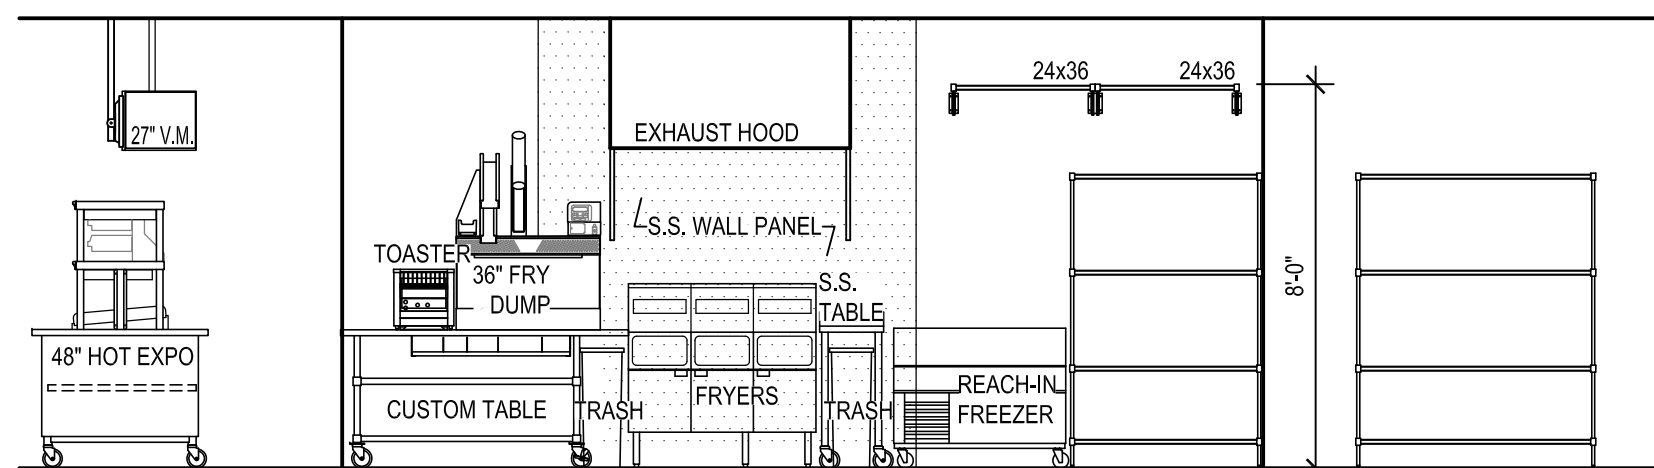 24x36
24x36
27" V.M.
EXHAUST HOOD
S.S. WALL PANEL
TOASTER
36" FRY
DUMP
S.S.
TABLE
8'-0"
48" HOT EXPO
CUSTOM TABLE
TRASH
FRYERS
TRASH
REACH-IN
FREEZER